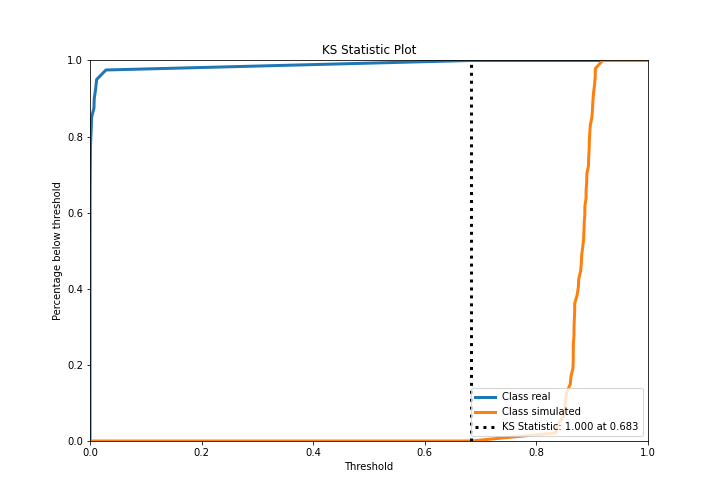 KS Statistic Plot
Percentage below threshold
1.0
0.8
0.6
0.4
0.2
0.0
Class real
Class simulated
KS Statistic: 1.000 at 0.683
0.0 0.2 0.4 0.6 0.8 1.0
Threshold